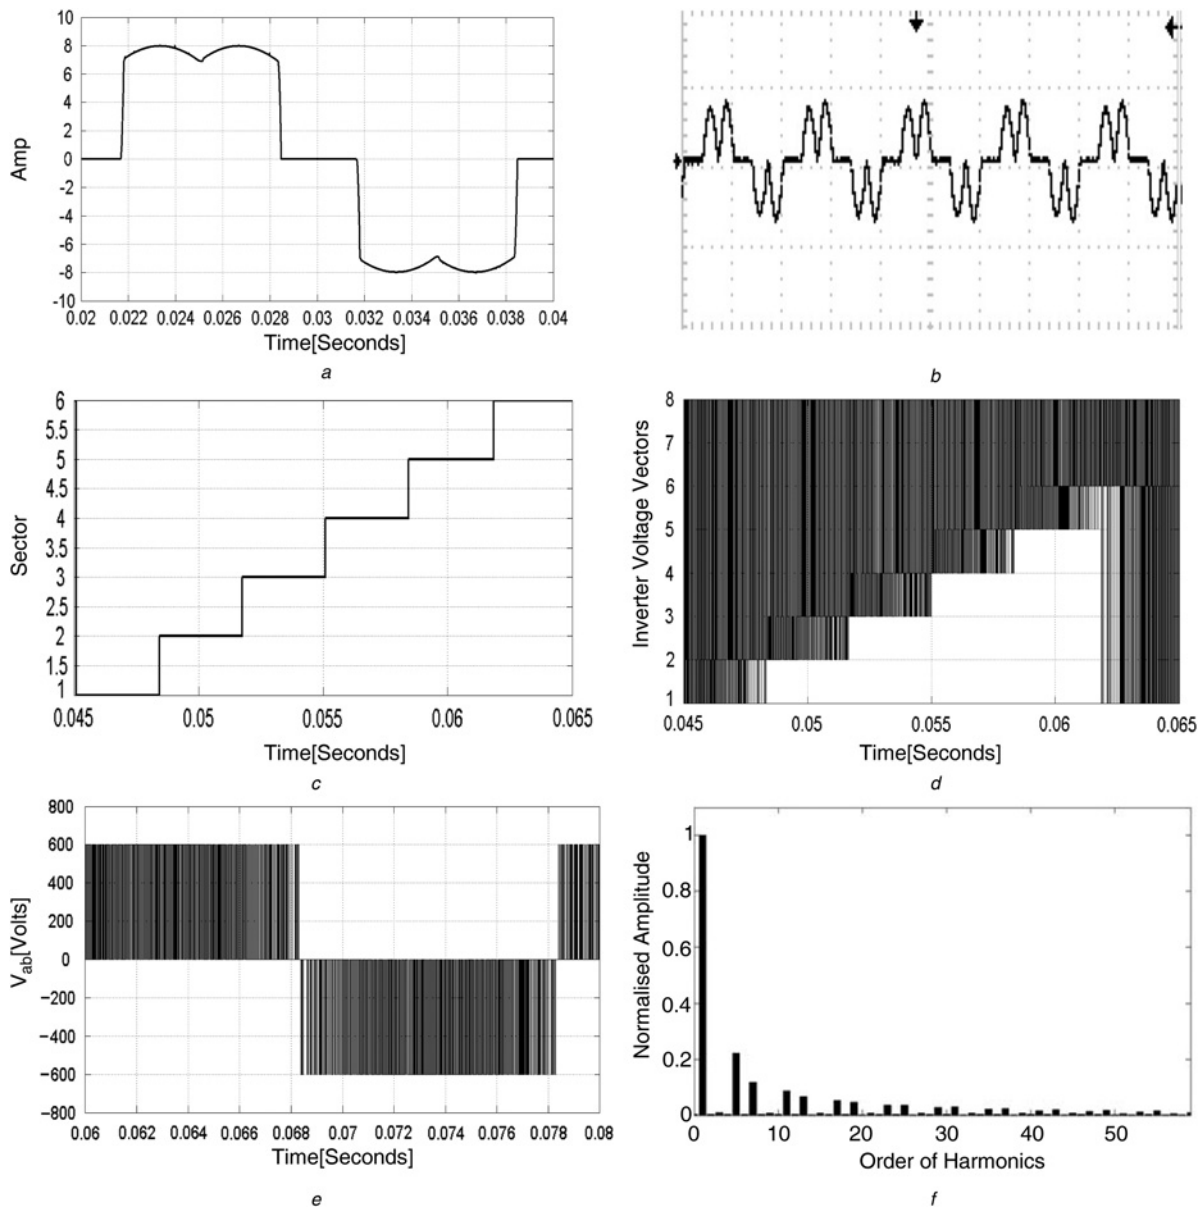 10
8
6
4
2
0
-2
-4
-6
-8
-10
Amp
0.02 0.022 0.024 0.026 0.028 0.03 0.032 0.034 0.036 0.038 0.04
Time[Seconds]
a
b
6
5.5
5
4.5
4
3.5
3
2.5
2
1.5
1
Sector
0.045 0.05 0.055 0.06 0.065
Time[Seconds]
c
8
7
6
5
4
3
2
1
Inverter Voltage Vectors
0.045 0.05 0.055 0.06 0.065
Time[Seconds]
d
800
600
400
200
0
−200
−400
−600
−800
Vab[Volts]
0.06 0.062 0.064 0.066 0.068 0.07 0.072 0.074 0.076 0.078 0.08
Time[Seconds]
e
1
0.8
0.6
0.4
0.2
0
Normalised Amplitude
0 10 20 30 40 50
Order of Harmonics
f